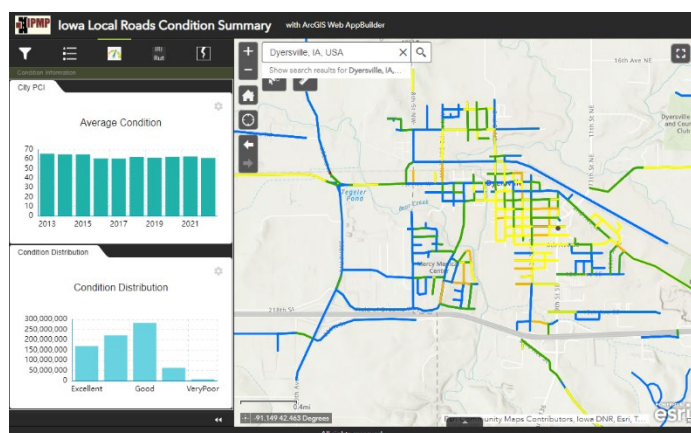 IPMP Iowa Local Roads Condition Summary with ArcGIS Web AppBuilder
IRI
Rut
Condition Information
City PCI
Average Condition
70
60
50
40
30
20
10
0
2013 2015 2017 2019 2021
Condition Distribution
Condition Distribution
300,000,000
250,000,000
200,000,000
150,000,000
100,000,000
50,000,000
0
Excellent Good VeryPoor
+
Dyersville, IA, USA
Show search results for Dyersville, IA,...
−
16th Ave NE
Dyersville
and Cou
Club
Tegeler
Pond
Bear Creek
Mercy Medical
Center
218th St
-91.149 42.463 Degrees
Community Maps Contributors, Iowa DNR, Esri, T...
esri